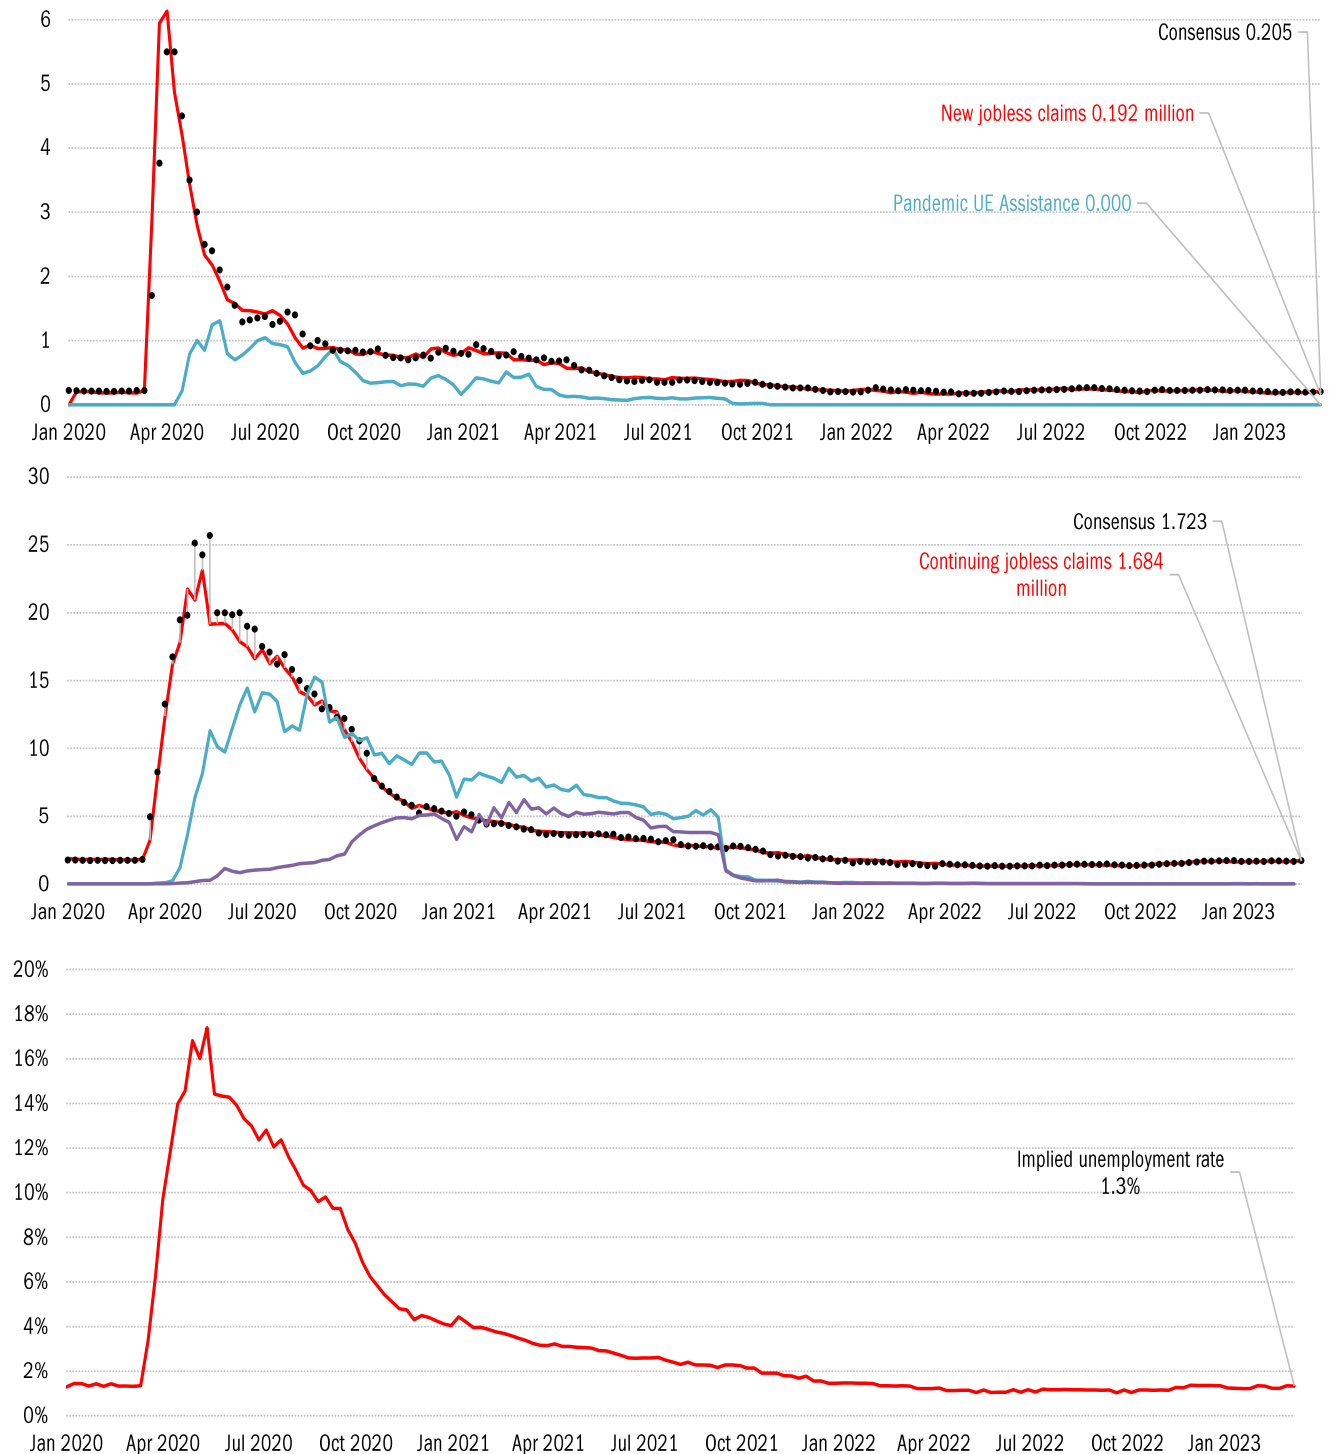 6
Consensus 0.205
5
New jobless claims 0.192 million
4
3
Pandemic UE Assistance 0.000
2
1
0
Jan 2020 Apr 2020 Jul 2020 Oct 2020 Jan 2021 Apr 2021 Jul 2021 Oct 2021 Jan 2022 Apr 2022 Jul 2022 Oct 2022 Jan 2023
30
Consensus 1.723
25
Continuing jobless claims 1.684
million
20
15
10
5
0
Jan 2020 Apr 2020 Jul 2020 Oct 2020 Jan 2021 Apr 2021 Jul 2021 Oct 2021 Jan 2022 Apr 2022 Jul 2022 Oct 2022 Jan 2023
20%
18%
16%
14%
12%
Implied unemployment rate
1.3%
10%
8%
6%
4%
2%
0%
Jan 2020 Apr 2020 Jul 2020 Oct 2020 Jan 2021 Apr 2021 Jul 2021 Oct 2021 Jan 2022 Apr 2022 Jul 2022 Oct 2022 Jan 2023